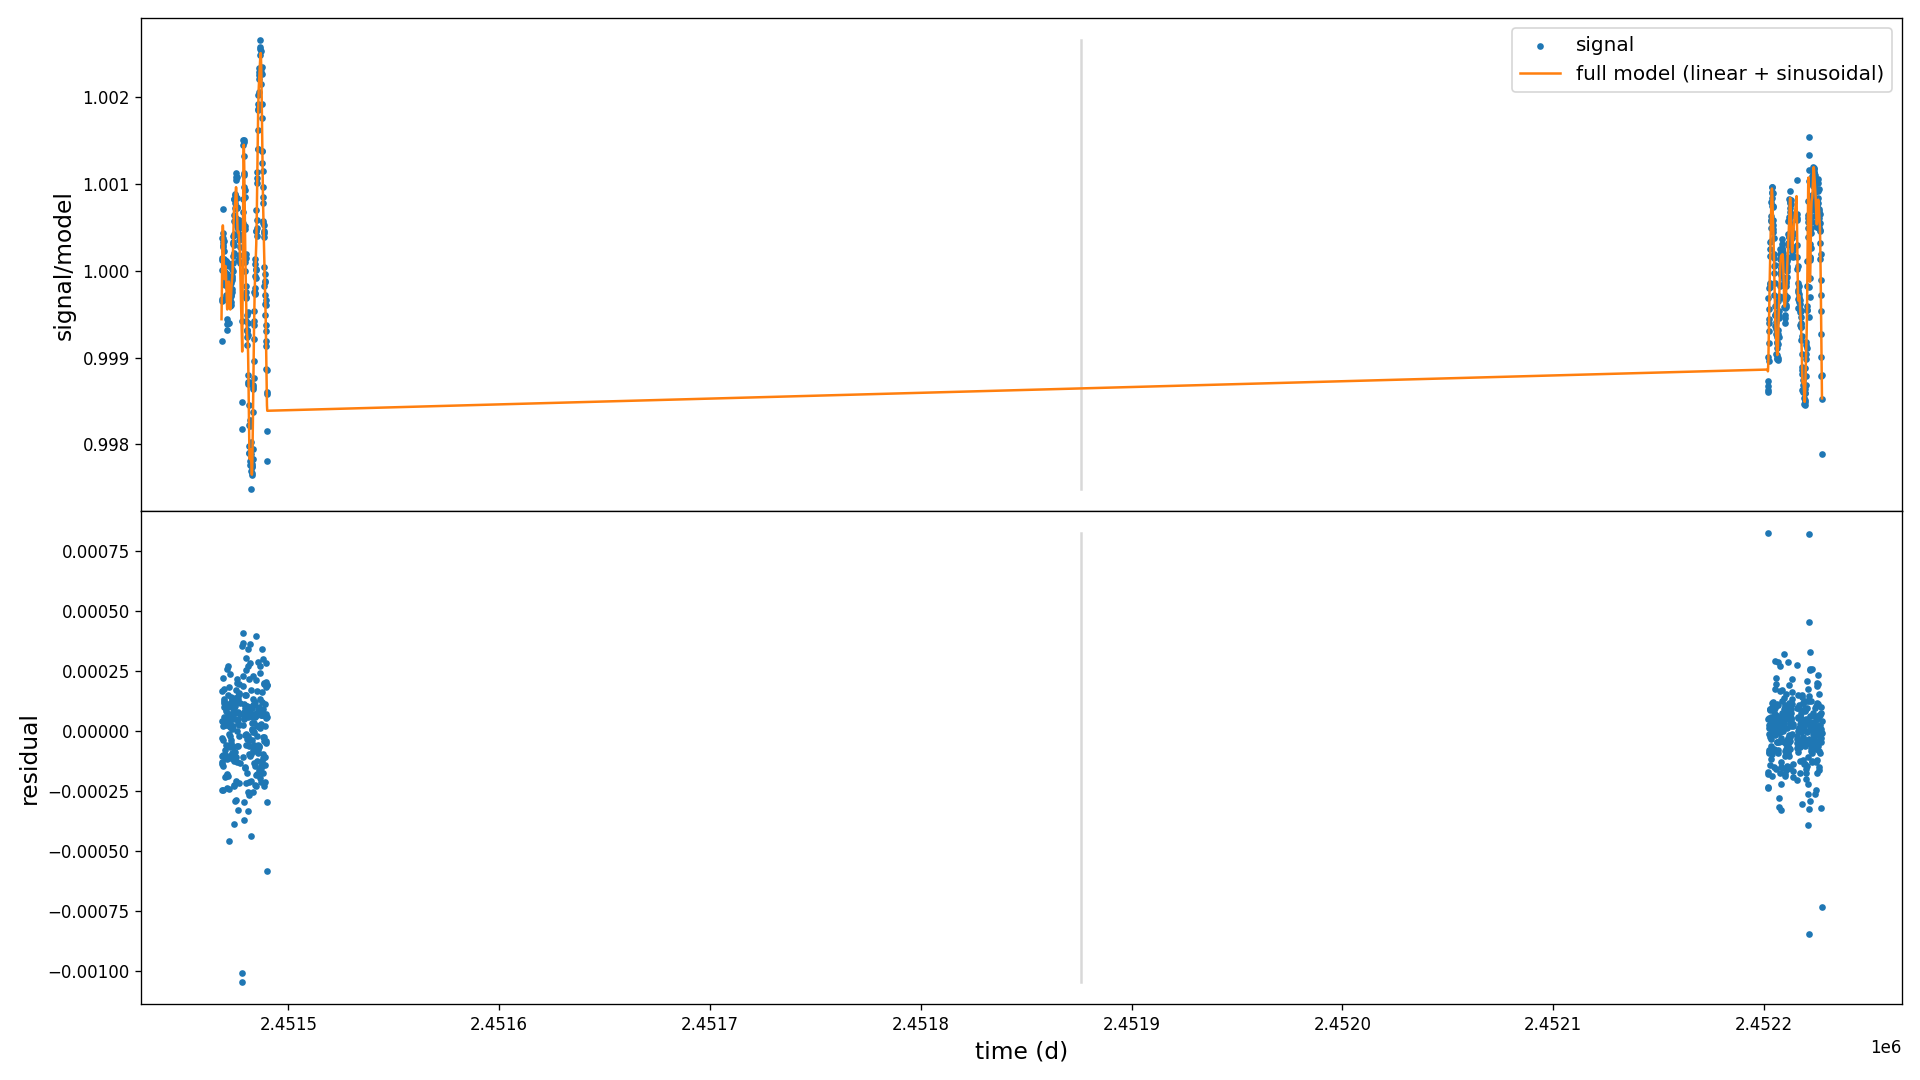 signal
full model (linear + sinusoidal)
signal/model
1.002
1.001
1.000
0.999
0.998
residual
0.00075
0.00050
0.00025
0.00000
−0.00025
−0.00050
−0.00075
−0.00100
2.4515 2.4516 2.4517 2.4518 2.4519 2.4520 2.4521 2.4522
1e6
time (d)